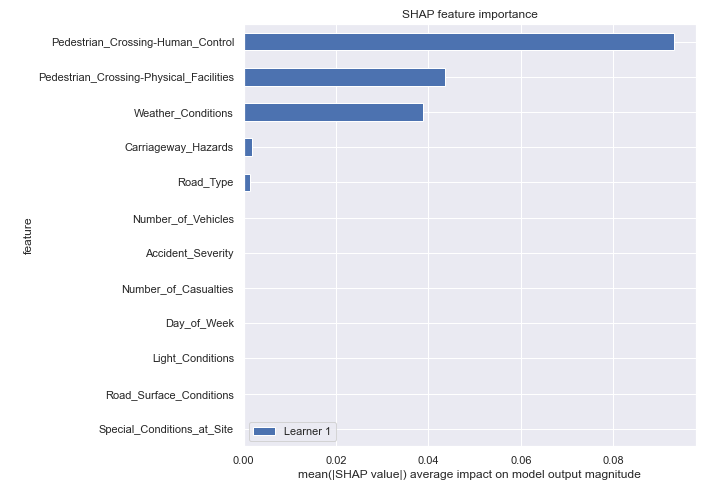 SHAP feature importance
Pedestrian_Crossing-Human_Control
Pedestrian_Crossing-Physical_Facilities
Weather_Conditions
Carriageway_Hazards
Road_Type
Number_of_Vehicles
Accident_Severity
Number_of_Casualties
Day_of_Week
Light_Conditions
Road_Surface_Conditions
Special_Conditions_at_Site
feature
Learner 1
0.00 0.02 0.04 0.06 0.08
mean(|SHAP value|) average impact on model output magnitude